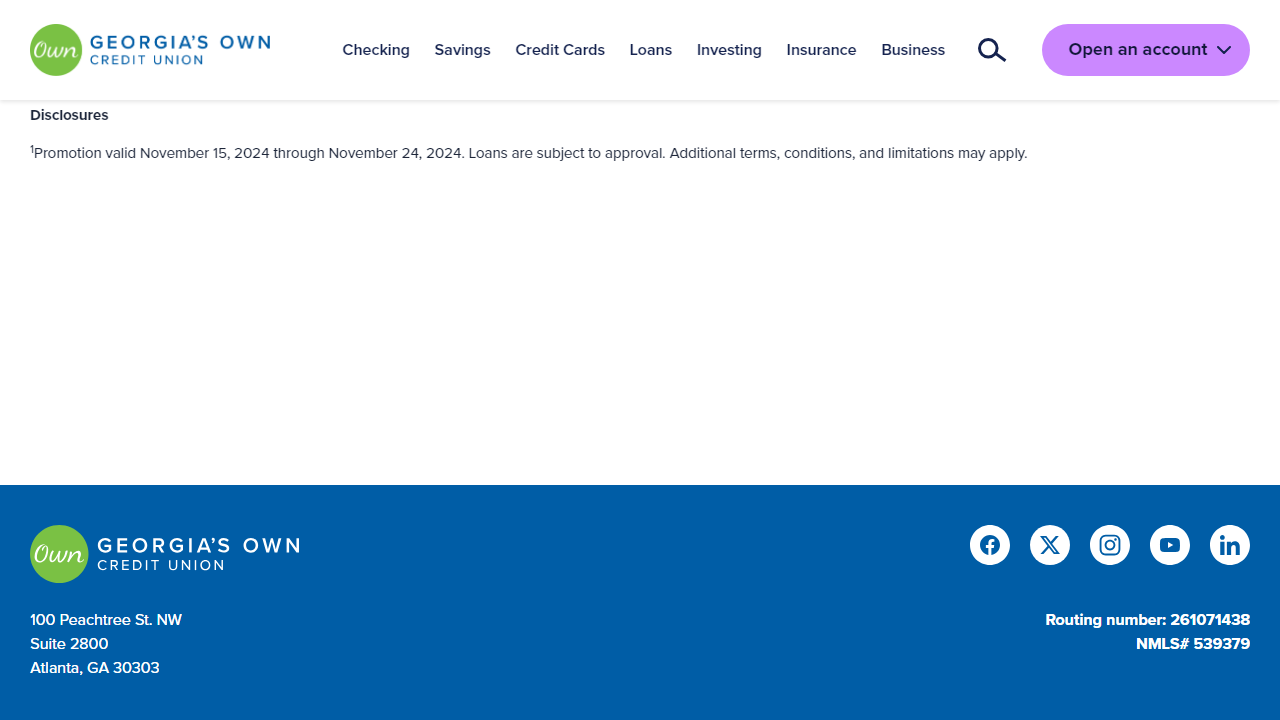 Own GEORGIA'S OWN
CREDIT UNION
Checking Savings Credit Cards Loans Investing Insurance Business Open an account
Disclosures
¹Promotion valid November 15, 2024 through November 24, 2024. Loans are subject to approval. Additional terms, conditions, and limitations may apply.
Own GEORGIA'S OWN
CREDIT UNION
100 Peachtree St. NW
Suite 2800
Atlanta, GA 30303
Routing number: 261071438
NMLS# 539379